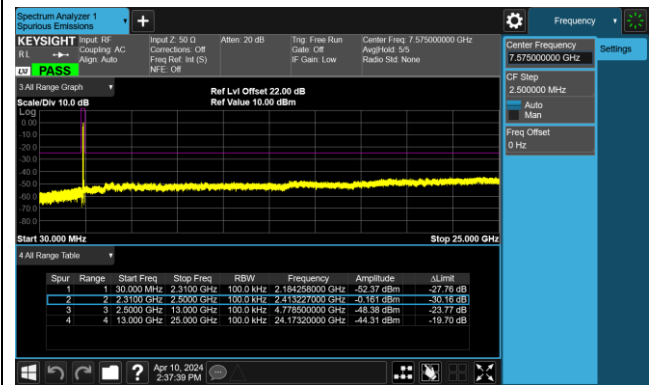 Spectrum Analyzer 1
Spurious Emissions
Frequency
KEYSIGHT Input: RF
R L Coupling: AC
Align: Auto
PASS
Input Z: 50 Ω
Corrections: Off
Freq Ref: Int (S)
NFE: Off
Atten: 20 dB
Trig: Free Run
Gate: Off
IF Gain: Low
Center Freq: 7.575000000 GHz
Avg|Hold: 5/5
Radio Std: None
Center Frequency
7.575000000 GHz
Settings
CF Step
2.500000 MHz
Auto
Man
Freq Offset
0 Hz
3 All Range Graph
Scale/Div 10.0 dB
Ref Lvl Offset 22.00 dB
Ref Value 10.00 dBm
Log
0.00
-10.0
-20.0
-30.0
-40.0
-50.0
-60.0
-70.0
-80.0
Start 30.000 MHz Stop 25.000 GHz
4 All Range Table
Spur Range Start Freq Stop Freq RBW Frequency Amplitude ΔLimit
1 1 30.000 MHz 2.3100 GHz 100.0 kHz 2.184258000 GHz -52.37 dBm -27.76 dB
2 2 2.3100 GHz 2.5000 GHz 100.0 kHz 2.413227000 GHz -0.161 dBm -30.16 dB
3 3 2.5000 GHz 13.000 GHz 100.0 kHz 4.778500000 GHz -48.38 dBm -23.77 dB
4 4 13.000 GHz 25.000 GHz 100.0 kHz 24.17320000 GHz -44.31 dBm -19.70 dB
Apr 10, 2024
2:37:39 PM